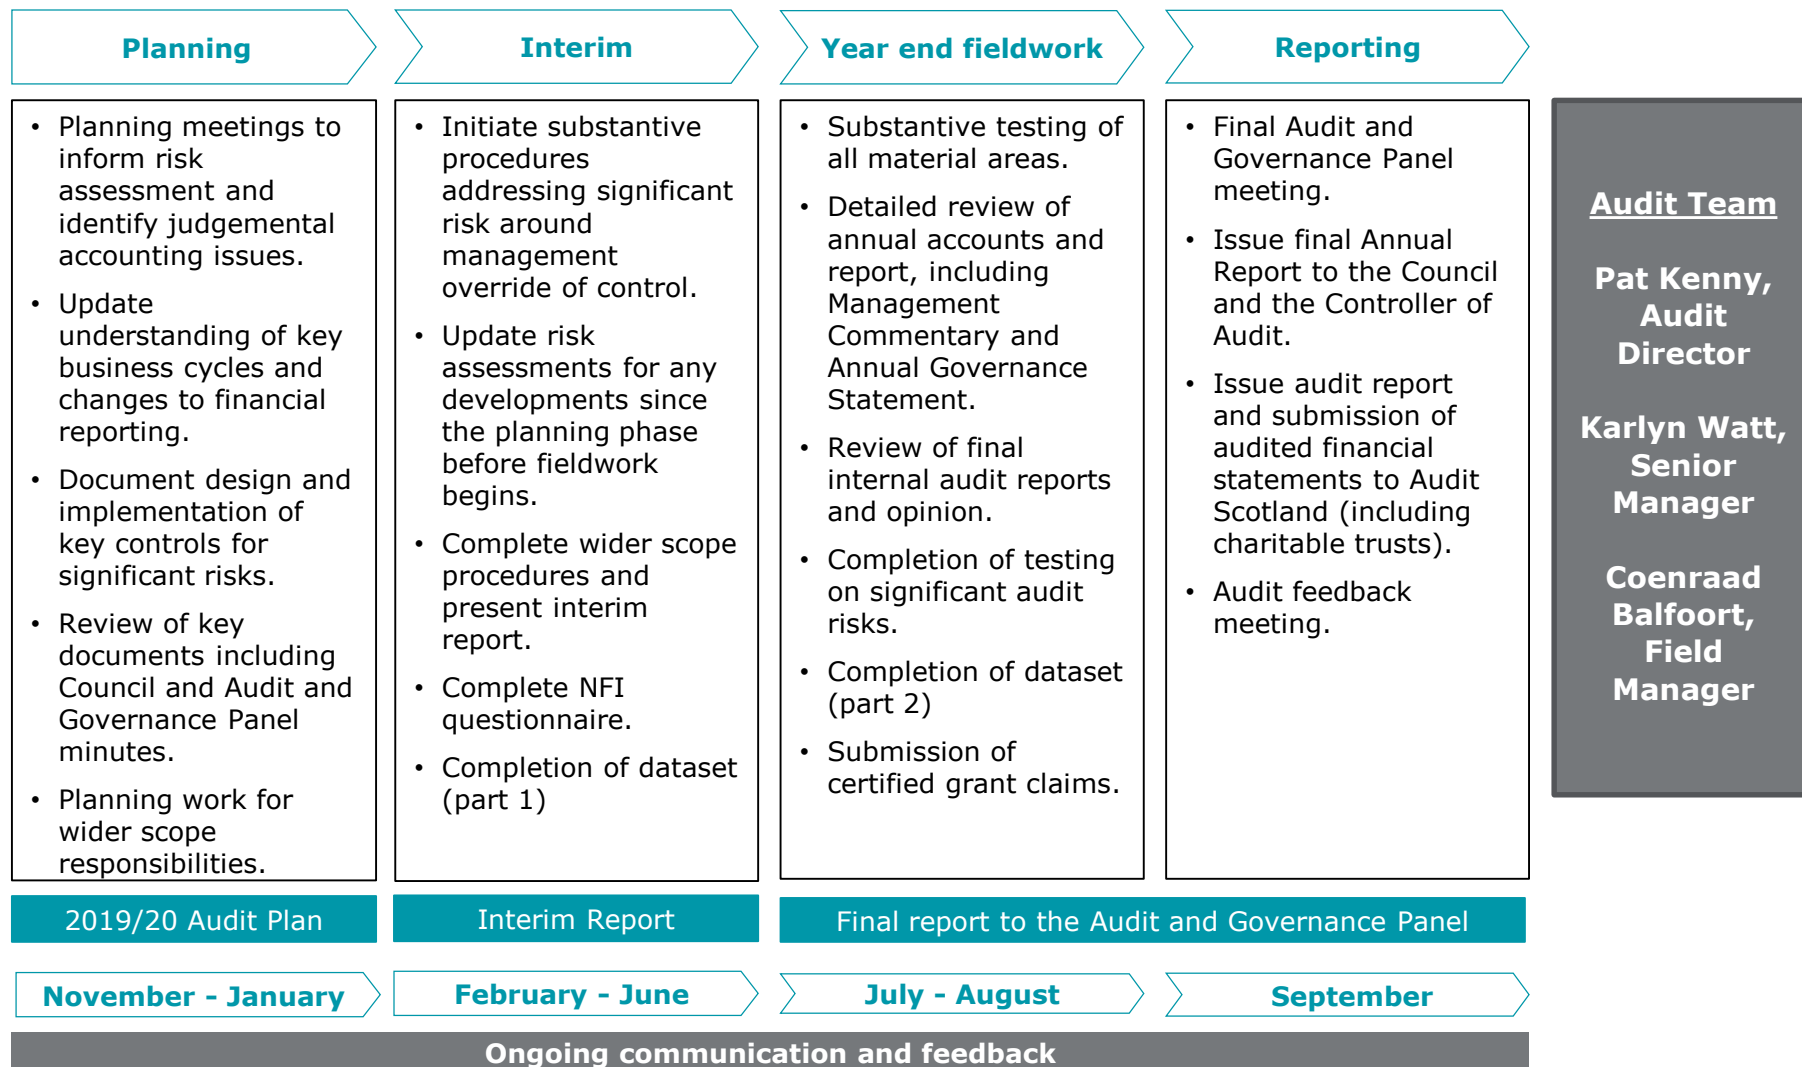 Planning
Interim
Year end fieldwork
Reporting
• Planning meetings to
inform risk
assessment and
identify judgemental
accounting issues.
• Update
understanding of key
business cycles and
changes to financial
reporting.
• Document design and
implementation of
key controls for
significant risks.
• Review of key
documents including
Council and Audit and
Governance Panel
minutes.
• Planning work for
wider scope
responsibilities.
• Initiate substantive
procedures
addressing significant
risk around
management
override of control.
• Update risk
assessments for any
developments since
the planning phase
before fieldwork
begins.
• Complete wider scope
procedures and
present interim
report.
• Complete NFI
questionnaire.
• Completion of dataset
(part 1)
• Substantive testing of
all material areas.
• Detailed review of
annual accounts and
report, including
Management
Commentary and
Annual Governance
Statement.
• Review of final
internal audit reports
and opinion.
• Completion of testing
on significant audit
risks.
• Completion of dataset
(part 2)
• Submission of
certified grant claims.
• Final Audit and
Governance Panel
meeting.
• Issue final Annual
Report to the Council
and the Controller of
Audit.
• Issue audit report
and submission of
audited financial
statements to Audit
Scotland (including
charitable trusts).
• Audit feedback
meeting.
Audit Team
Pat Kenny,
Audit
Director
Karlyn Watt,
Senior
Manager
Coenraad
Balfoort,
Field
Manager
2019/20 Audit Plan
Interim Report
Final report to the Audit and Governance Panel
November - January
February - June
July - August
September
Ongoing communication and feedback